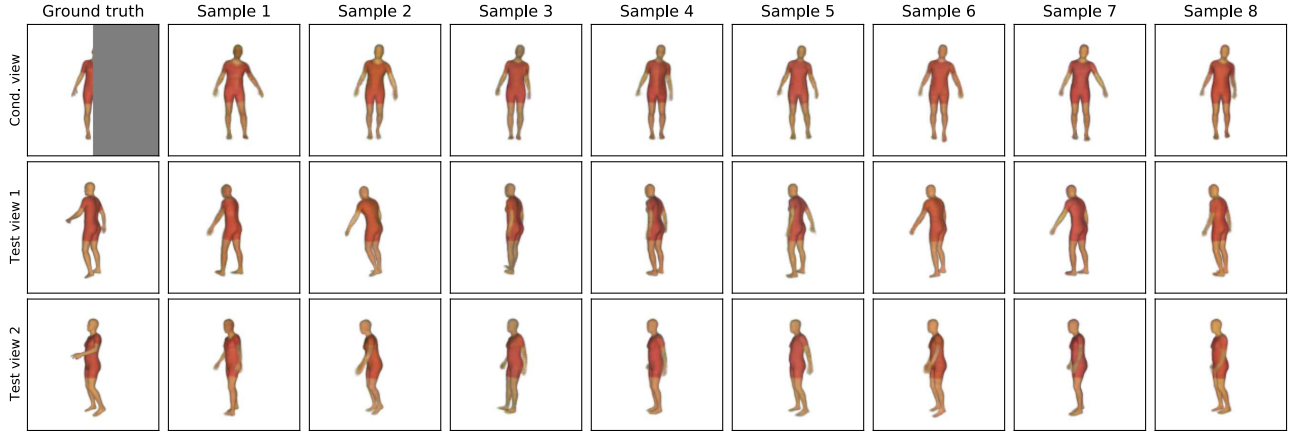 Ground truth Sample 1 Sample 2 Sample 3 Sample 4 Sample 5 Sample 6 Sample 7 Sample 8
Cond. view
Test view 1
Test view 2